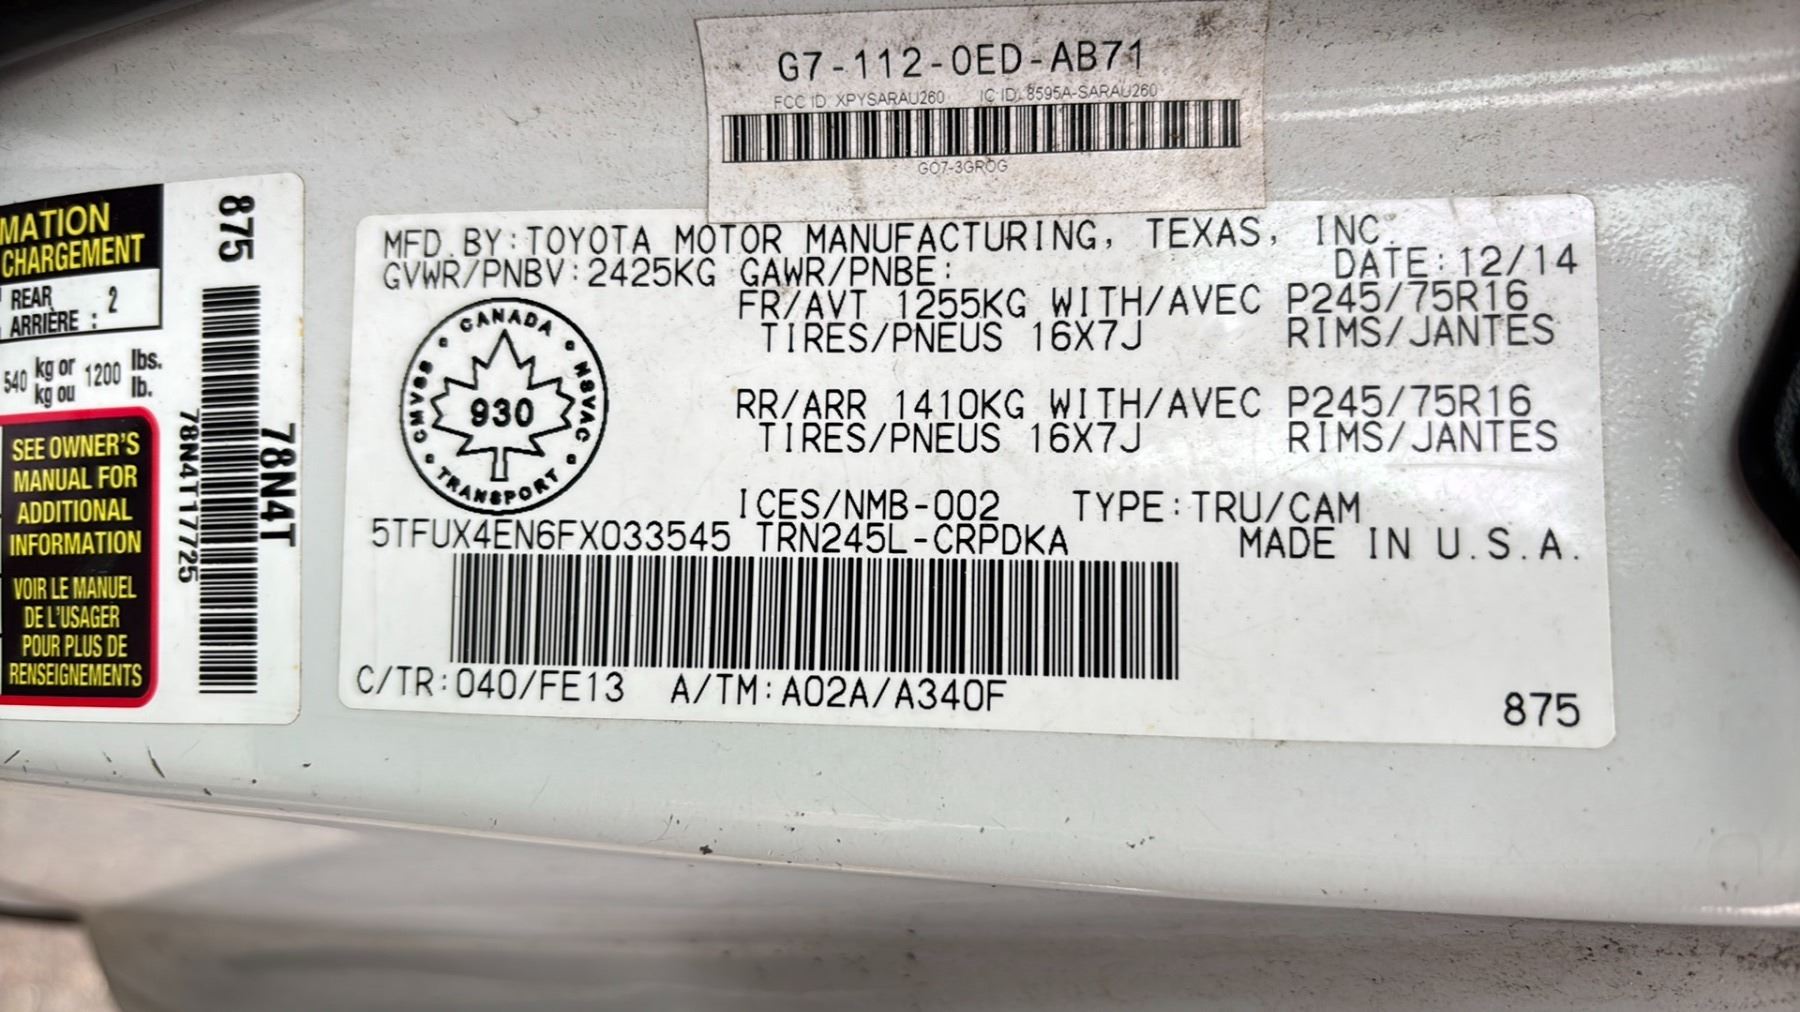 G7-112-0ED-AB71
FCC ID: XPYSARAU260 IC ID: 8595A-SARAU260
GO7-3GROG
MATION
CHARGEMENT
REAR
ARRIÈRE : 2
540 kg or 1200 lbs.
kg ou lb.
SEE OWNER'S
MANUAL FOR
ADDITIONAL
INFORMATION
VOIR LE MANUEL
DE L'USAGER
POUR PLUS DE
RENSEIGNEMENTS
875
78N4T17725
78N4T
MFD.BY:TOYOTA MOTOR MANUFACTURING, TEXAS, INC.
GVWR/PNBV:2425KG GAWR/PNBE: DATE:12/14
FR/AVT 1255KG WITH/AVEC P245/75R16
TIRES/PNEUS 16X7J RIMS/JANTES
RR/ARR 1410KG WITH/AVEC P245/75R16
TIRES/PNEUS 16X7J RIMS/JANTES
CANADA
CMVSS NSVAC
930
TRANSPORT
ICES/NMB-002 TYPE:TRU/CAM
5TFUX4EN6FX033545 TRN245L-CRPDKA MADE IN U.S.A.
C/TR:040/FE13 A/TM:A02A/A340F
875